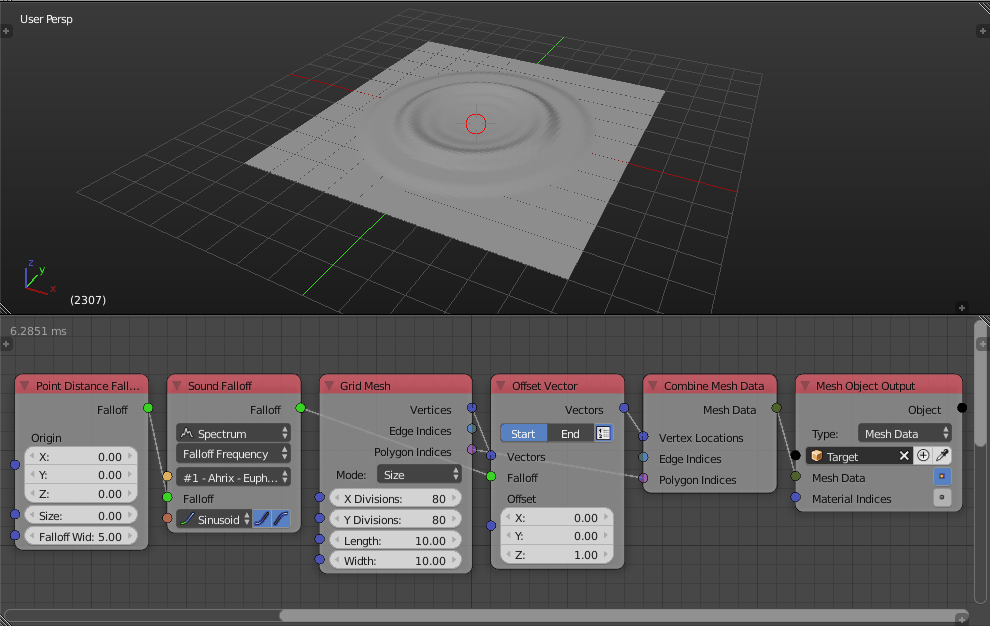 User Persp
z
y
x
(2307)
6.2851 ms
Point Distance Fall...
Falloff
Origin
X: 0.00
Y: 0.00
Z: 0.00
Size: 0.00
Falloff Wid: 5.00
Sound Falloff
Falloff
Spectrum
Falloff Frequency
#1 - Ahrix - Euph...
Falloff
Sinusoid
Grid Mesh
Vertices
Edge Indices
Polygon Indices
Mode: Size
X Divisions: 80
Y Divisions: 80
Length: 10.00
Width: 10.00
Offset Vector
Vectors
Start End
Vectors
Falloff
Offset
X: 0.00
Y: 0.00
Z: 1.00
Combine Mesh Data
Mesh Data
Vertex Locations
Edge Indices
Polygon Indices
Mesh Object Output
Object
Type: Mesh Data
Target
Mesh Data
Material Indices